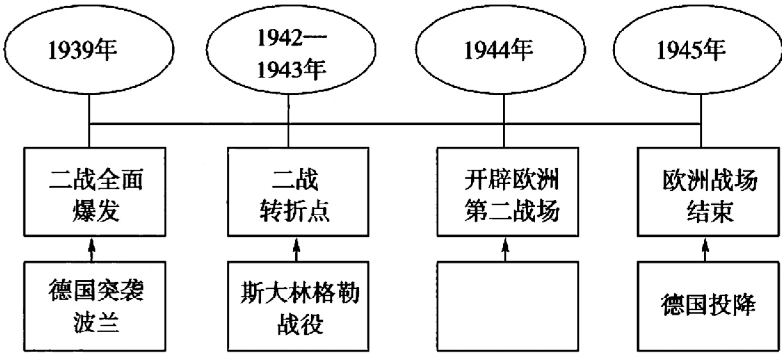 1939年
1942—
1943年
1944年
1945年
二战全面
爆发
二战
转折点
开辟欧洲
第二战场
欧洲战场
结束
德国突袭
波兰
斯大林格勒
战役
德国投降